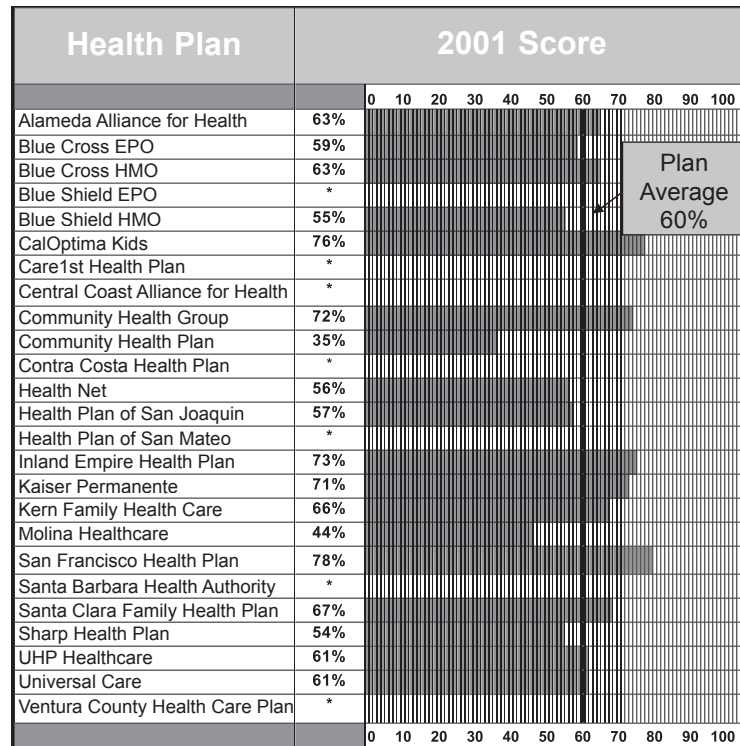 Health Plan 2001 Score
0 10 20 30 40 50 60 70 80 90 100
Alameda Alliance for Health 63%
Blue Cross EPO 59%
Blue Cross HMO 63%
Blue Shield EPO *
Blue Shield HMO 55%
CalOptima Kids 76%
Care1st Health Plan *
Central Coast Alliance for Health *
Community Health Group 72%
Community Health Plan 35%
Contra Costa Health Plan *
Health Net 56%
Health Plan of San Joaquin 57%
Health Plan of San Mateo *
Inland Empire Health Plan 73%
Kaiser Permanente 71%
Kern Family Health Care 66%
Molina Healthcare 44%
San Francisco Health Plan 78%
Santa Barbara Health Authority *
Santa Clara Family Health Plan 67%
Sharp Health Plan 54%
UHP Healthcare 61%
Universal Care 61%
Ventura County Health Care Plan *
Plan
Average
60%
0 10 20 30 40 50 60 70 80 90 100